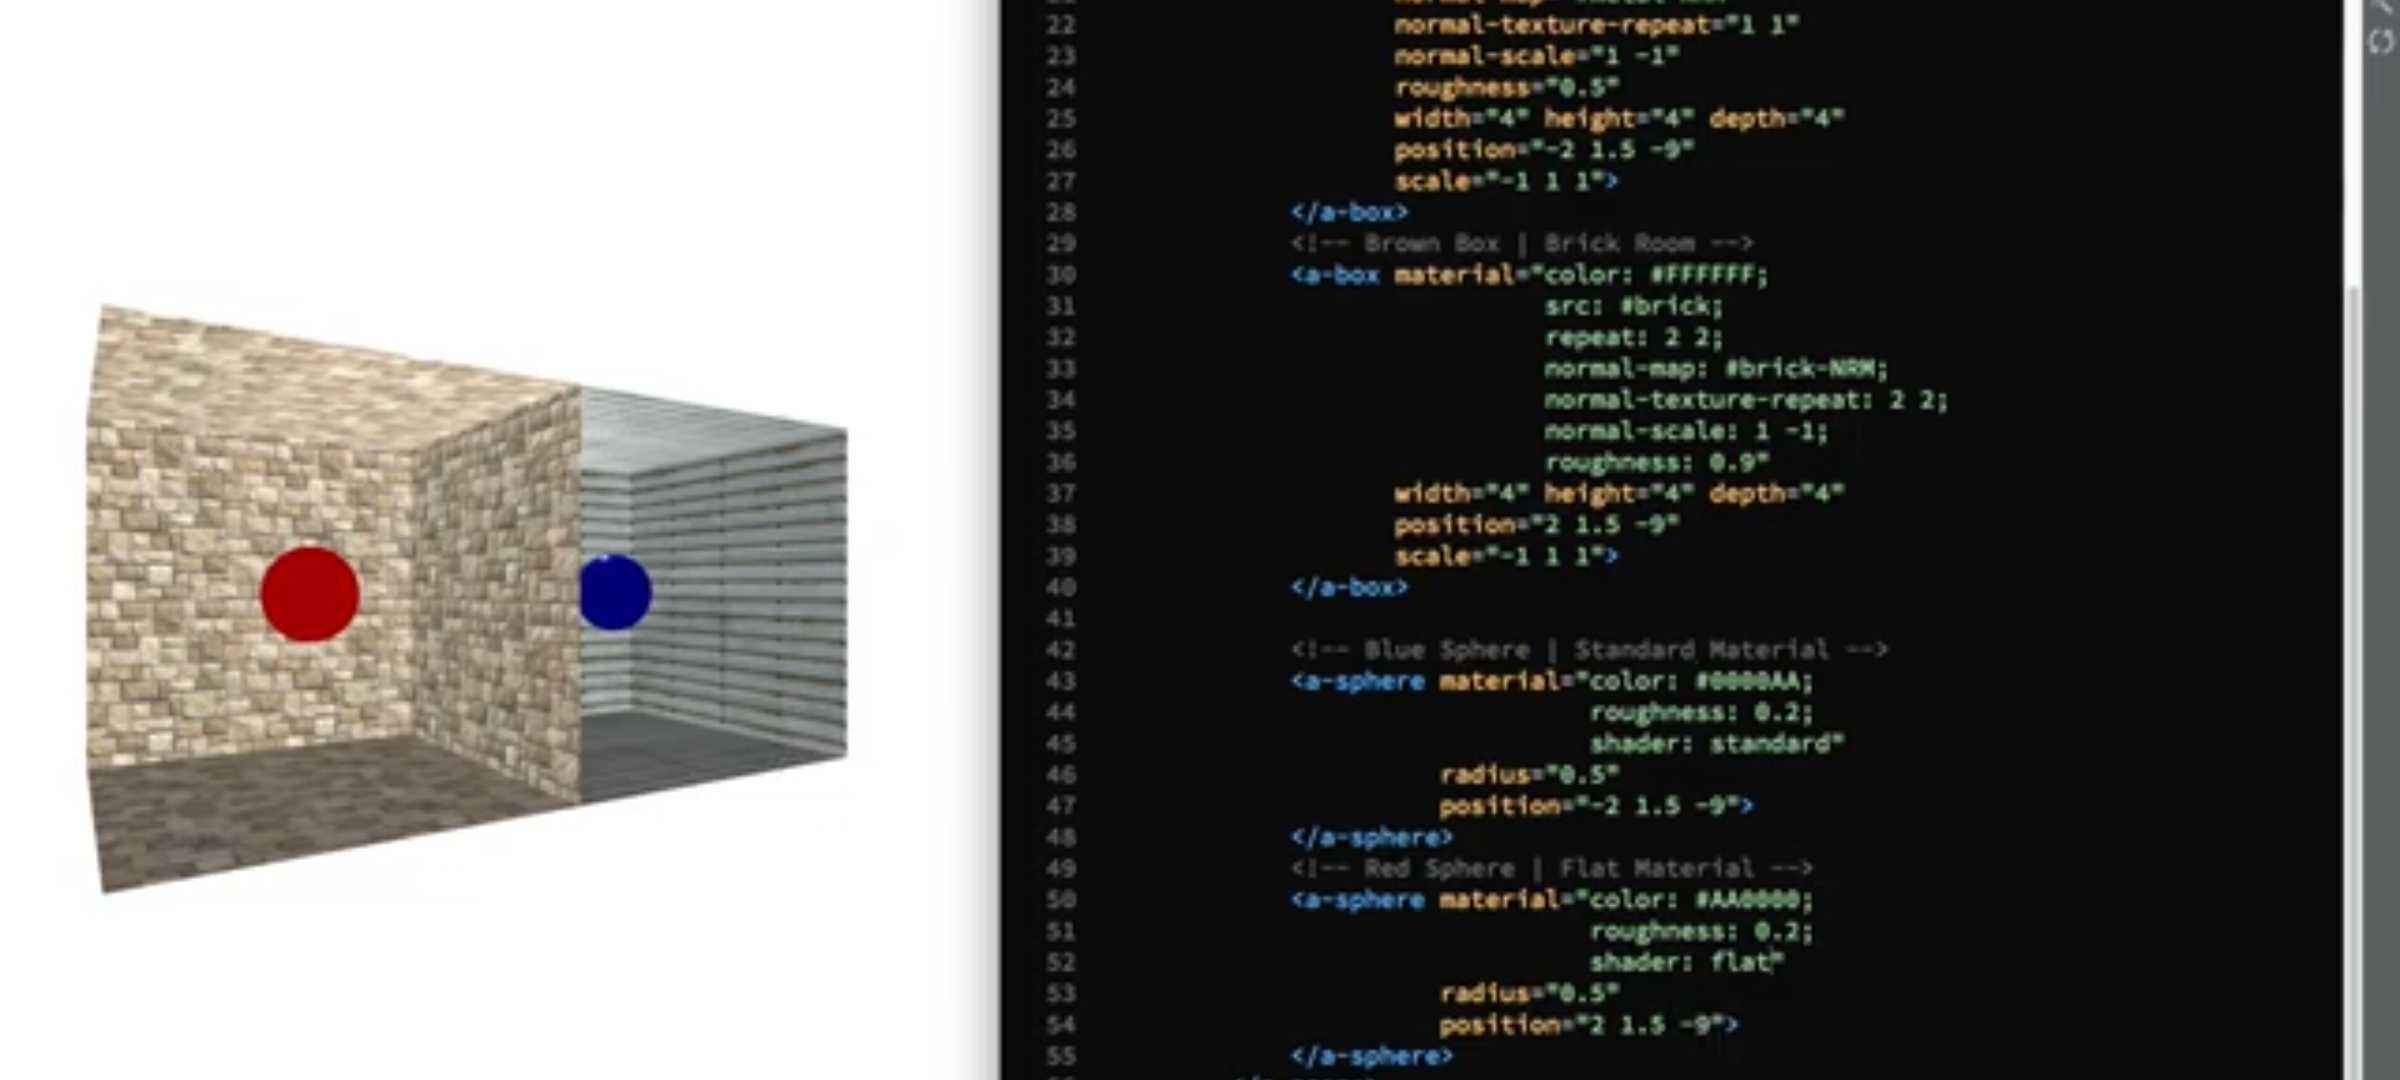 22 normal-texture-repeat="1 1"
23 normal-scale="1 -1"
24 roughness="0.5"
25 width="4" height="4" depth="4"
26 position="-2 1.5 -9"
27 scale="-1 1 1">
28 </a-box>
29 <!-- Brown Box | Brick Room -->
30 <a-box material="color: #FFFFFF;
31 src: #brick;
32 repeat: 2 2;
33 normal-map: #brick-NRM;
34 normal-texture-repeat: 2 2;
35 normal-scale: 1 -1;
36 roughness: 0.9"
37 width="4" height="4" depth="4"
38 position="2 1.5 -9"
39 scale="-1 1 1">
40 </a-box>
41
42 <!-- Blue Sphere | Standard Material -->
43 <a-sphere material="color: #0000AA;
44 roughness: 0.2;
45 shader: standard"
46 radius="0.5"
47 position="-2 1.5 -9">
48 </a-sphere>
49 <!-- Red Sphere | Flat Material -->
50 <a-sphere material="color: #AA0000;
51 roughness: 0.2;
52 shader: flat"
53 radius="0.5"
54 position="2 1.5 -9">
55 </a-sphere>